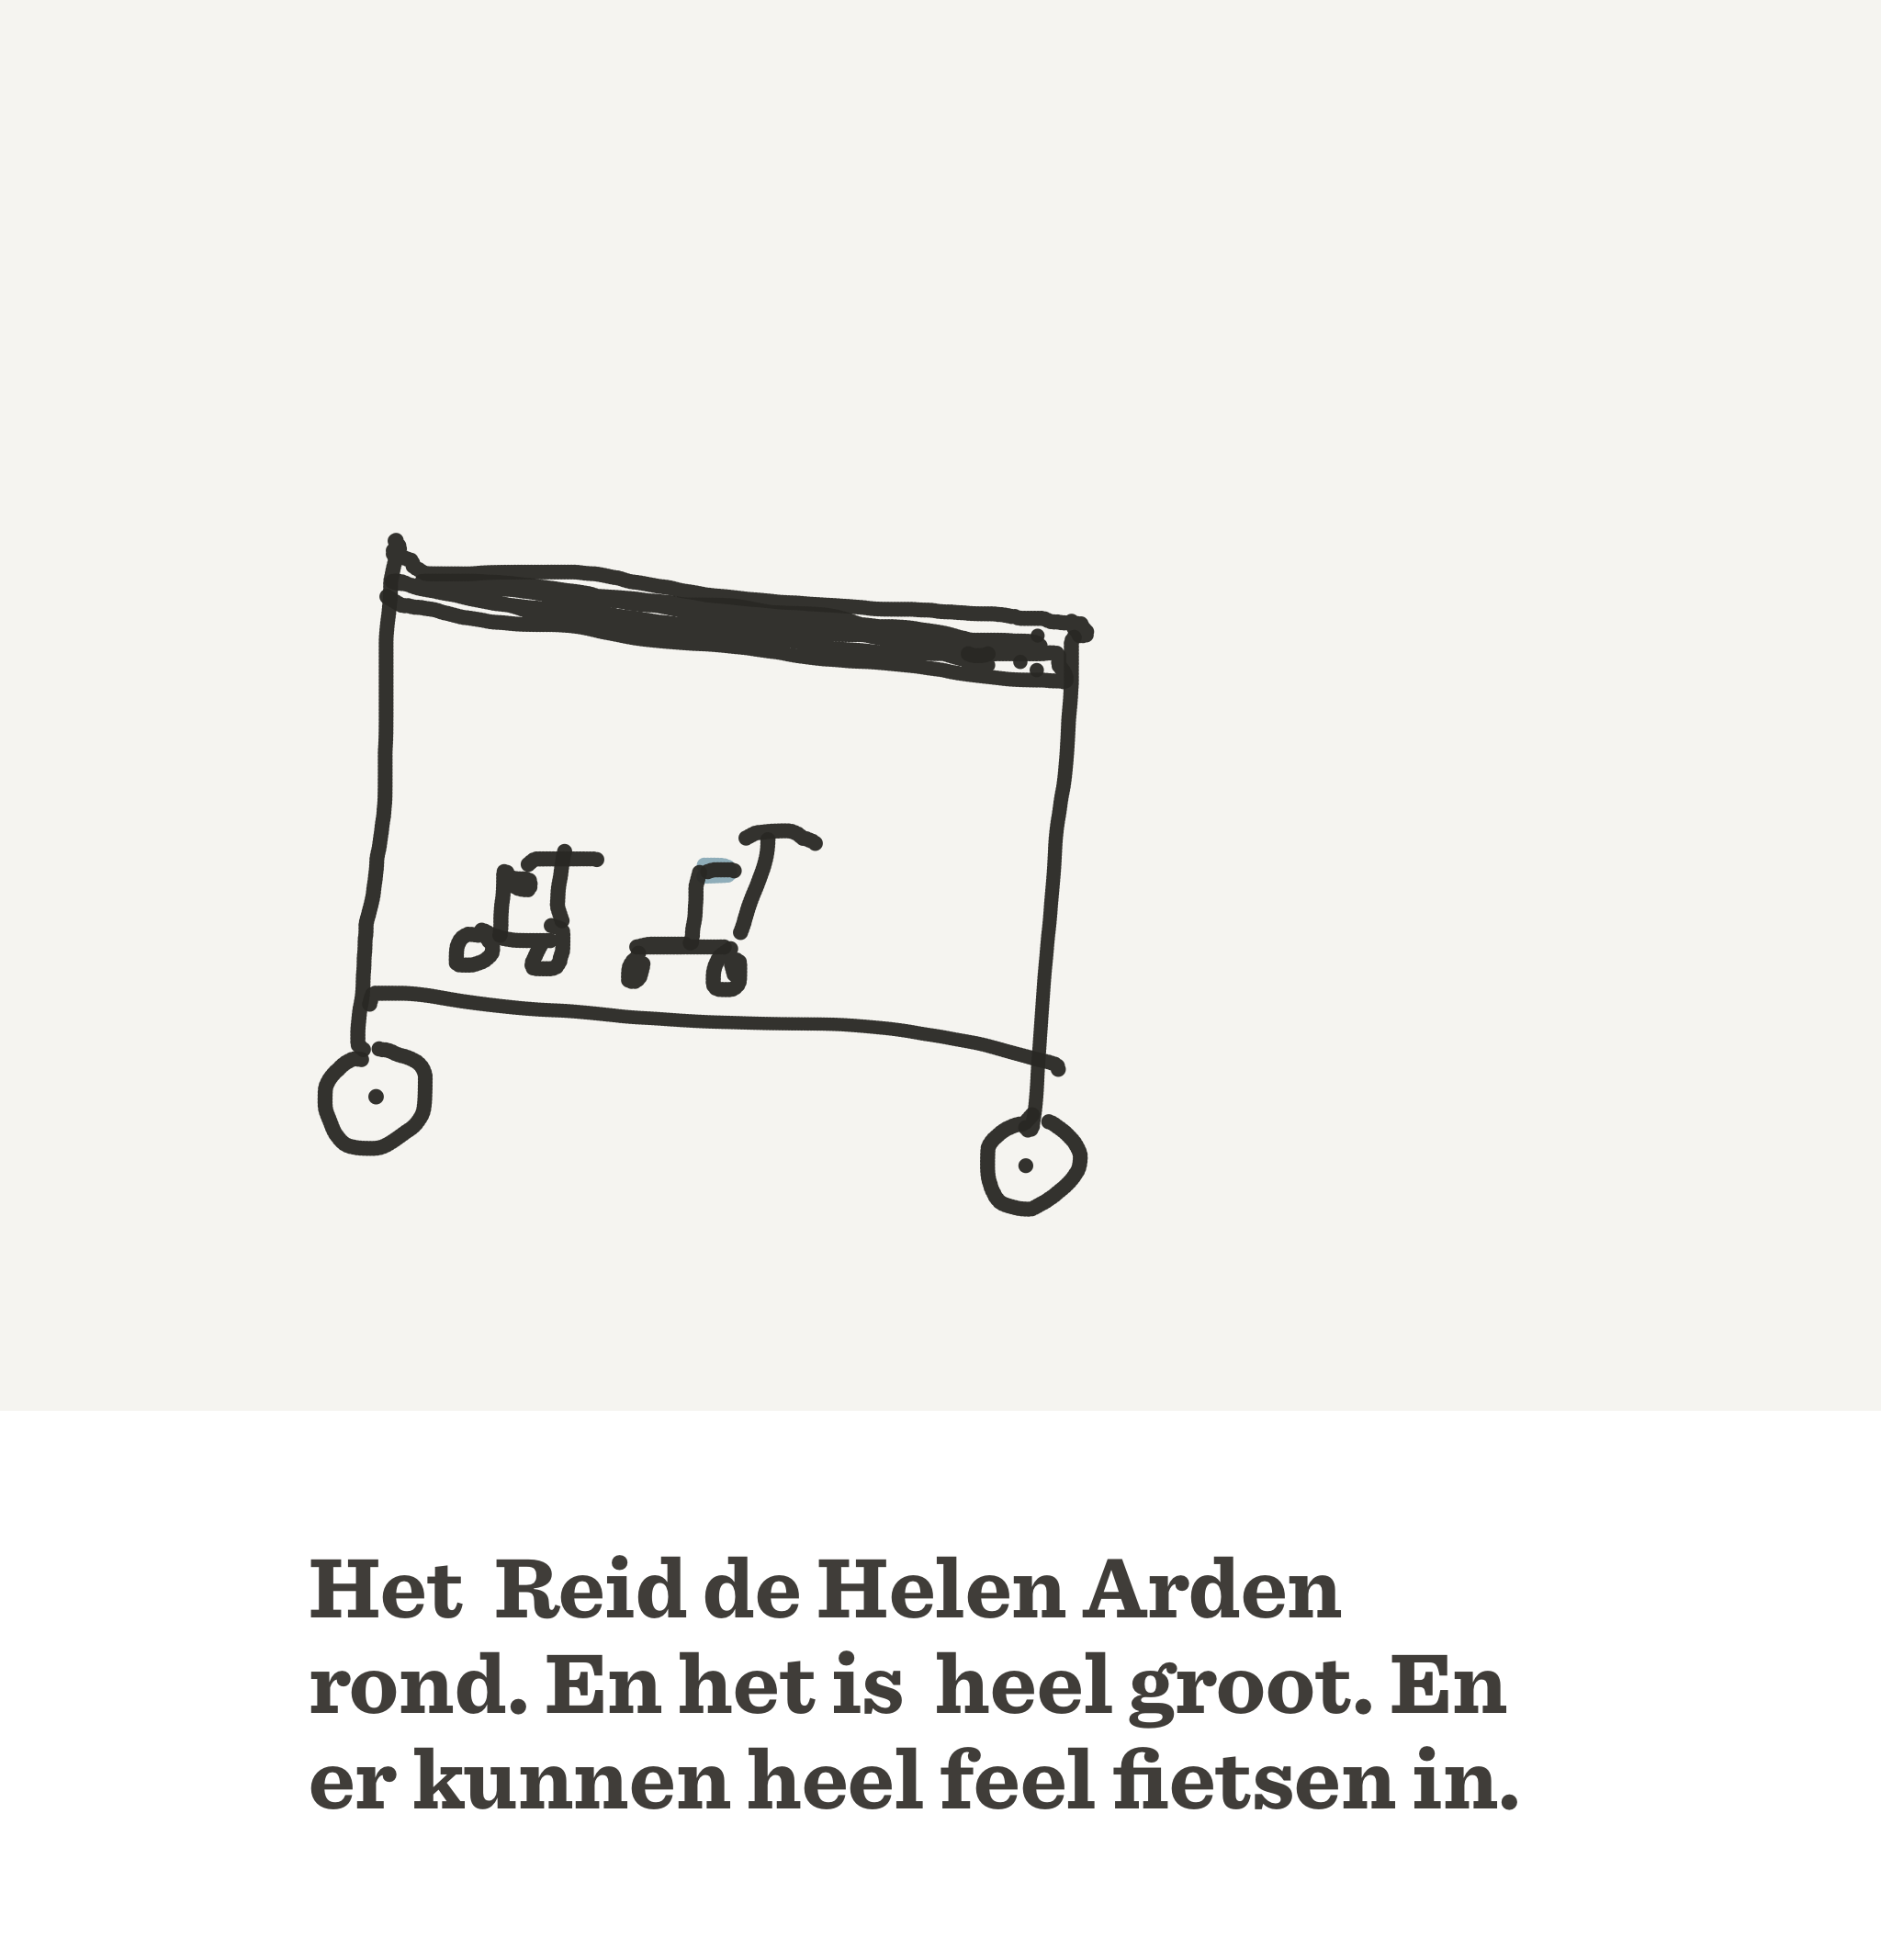 Het  Reid de Helen Arden
rond. En het is  heel groot. En
er kunnen heel feel fietsen in.